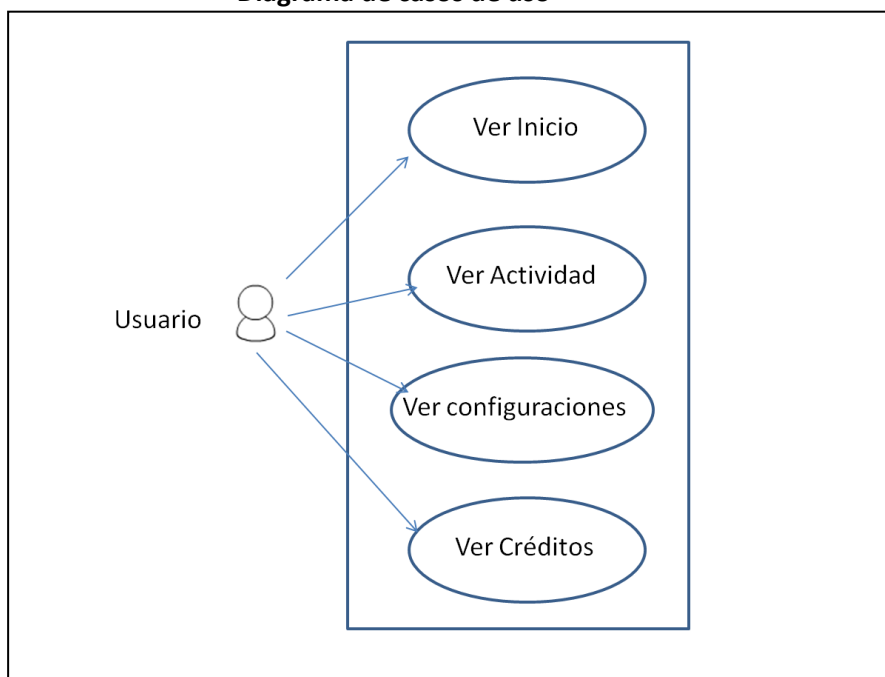 Diagrama de casos de uso
Ver Inicio
Ver Actividad
Usuario
Ver configuraciones
Ver Créditos